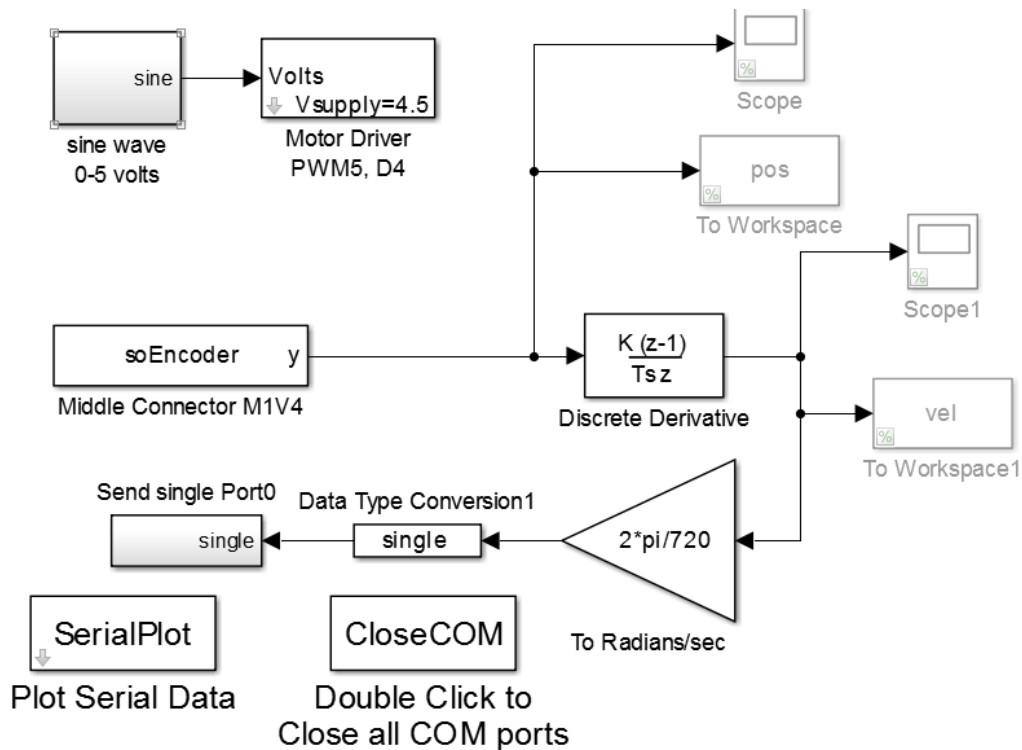 sine
sine wave
0-5 volts
Volts
Vsupply=4.5
Motor Driver
PWM5, D4
%
Scope
pos
%
To Workspace
%
Scope1
soEncoder y
Middle Connector M1V4
K (z-1)
Ts z
Discrete Derivative
vel
%
To Workspace1
Send single Port0
single
Data Type Conversion1
single
2*pi/720
To Radians/sec
SerialPlot
Plot Serial Data
CloseCOM
Double Click to
Close all COM ports